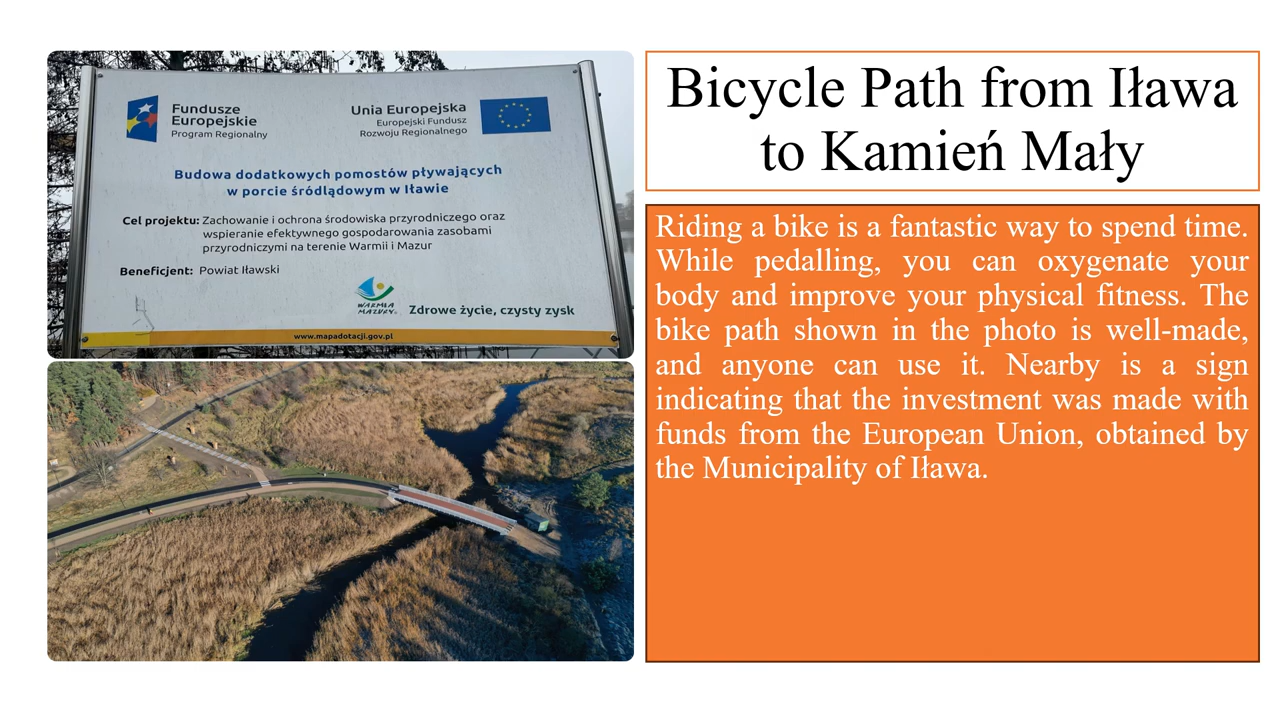 Fundusze
Europejskie
Program Regionalny
Unia Europejska
Europejski Fundusz
Rozwoju Regionalnego
Budowa dodatkowych pomostów pływających
w porcie śródlądowym w Iławie
Cel projektu: Zachowanie i ochrona środowiska przyrodniczego oraz
wspieranie efektywnego gospodarowania zasobami
przyrodniczymi na terenie Warmii i Mazur
Beneficjent: Powiat Iławski
WARMIA
MAZURY
Zdrowe życie, czysty zysk
www.mapadotacji.gov.pl
Bicycle Path from Iława
to Kamień Mały
Riding a bike is a fantastic way to spend time.
While pedalling, you can oxygenate your
body and improve your physical fitness. The
bike path shown in the photo is well-made,
and anyone can use it. Nearby is a sign
indicating that the investment was made with
funds from the European Union, obtained by
the Municipality of Iława.